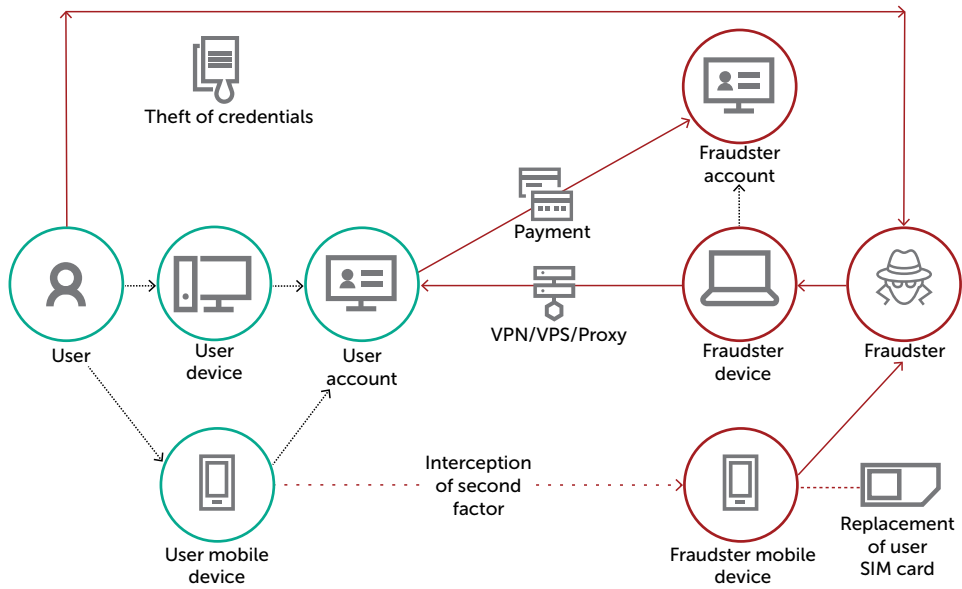 Theft of credentials
Fraudster
account
Payment
VPN/VPS/Proxy
User
User
device
User
account
Fraudster
device
Fraudster
Interception
of second
factor
User mobile
device
Fraudster mobile
device
Replacement
of user
SIM card